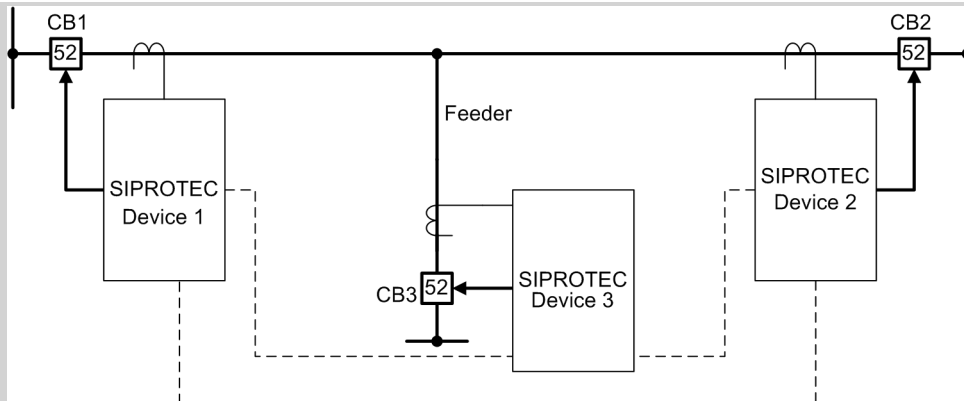 CB1
CB2
52
52
Feeder
SIPROTEC
Device 1
SIPROTEC
Device 2
CB3
52
SIPROTEC
Device 3